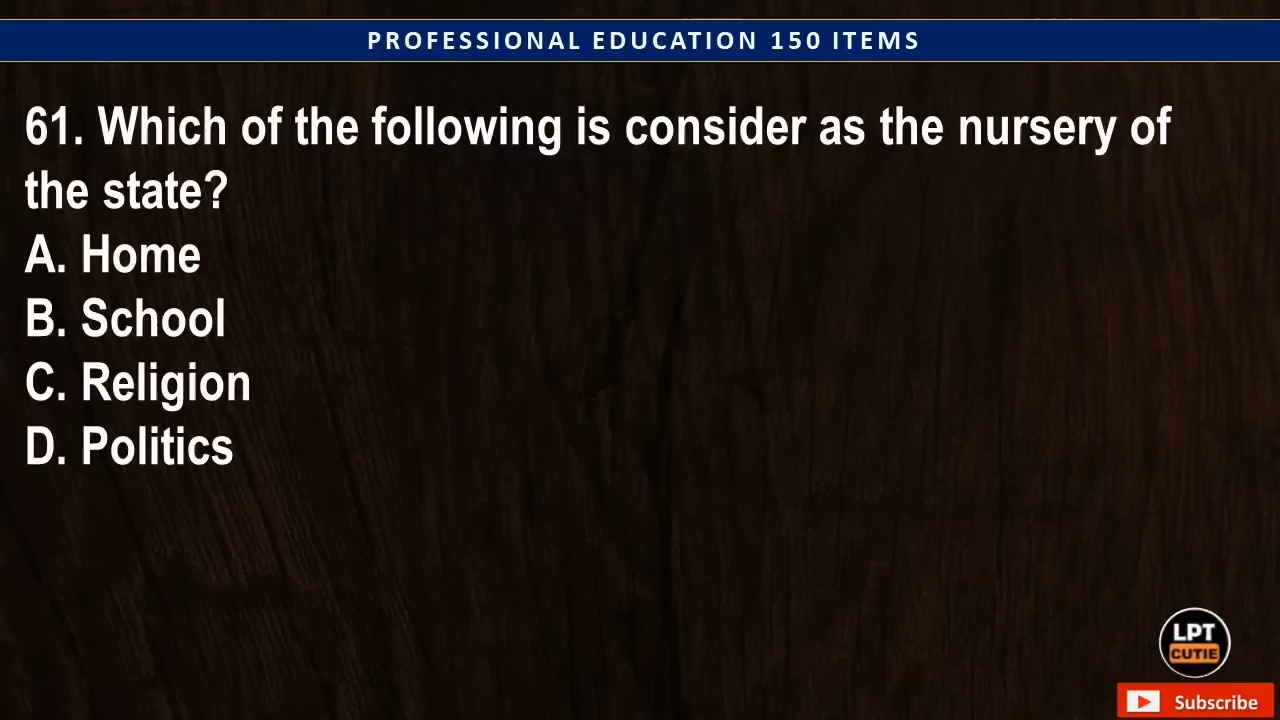 PROFESSIONAL EDUCATION 150 ITEMS
61. Which of the following is consider as the nursery of
the state?
A. Home
B. School
C. Religion
D. Politics
LPT
CUTIE
Subscribe